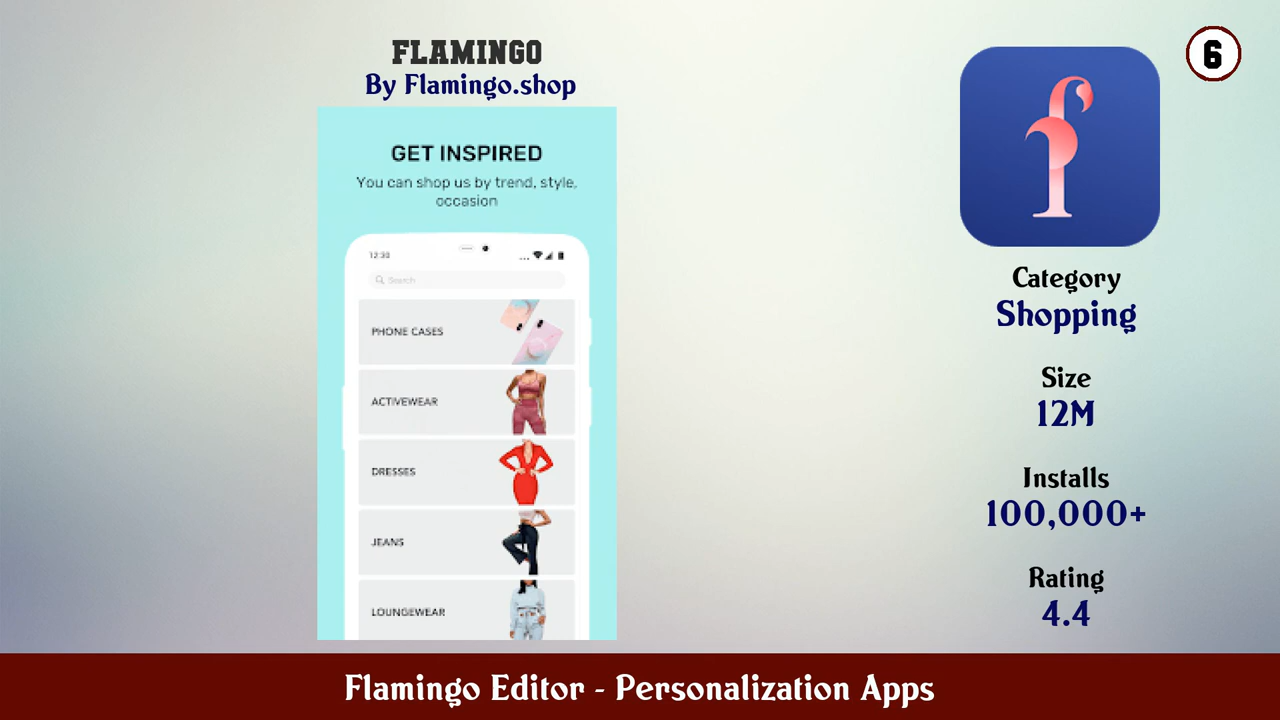 FLAMINGO
By Flamingo.shop
6
GET INSPIRED
You can shop us by trend, style,
occasion
12:30
Search
PHONE CASES
ACTIVEWEAR
DRESSES
JEANS
LOUNGEWEAR
f
Category
Shopping
Size
12M
Installs
100,000+
Rating
4.4
Flamingo Editor - Personalization Apps